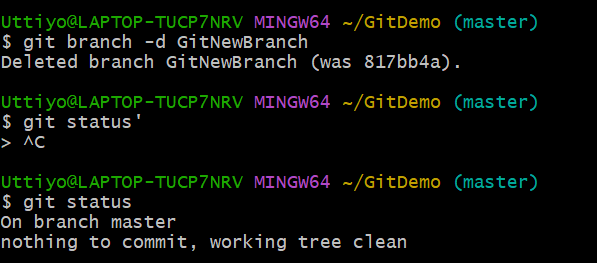 Uttiyo@LAPTOP-TUCP7NRV MINGW64 ~/GitDemo (master)
$ git branch -d GitNewBranch
Deleted branch GitNewBranch (was 817bb4a).
Uttiyo@LAPTOP-TUCP7NRV MINGW64 ~/GitDemo (master)
$ git status'
> ^C
Uttiyo@LAPTOP-TUCP7NRV MINGW64 ~/GitDemo (master)
$ git status
On branch master
nothing to commit, working tree clean